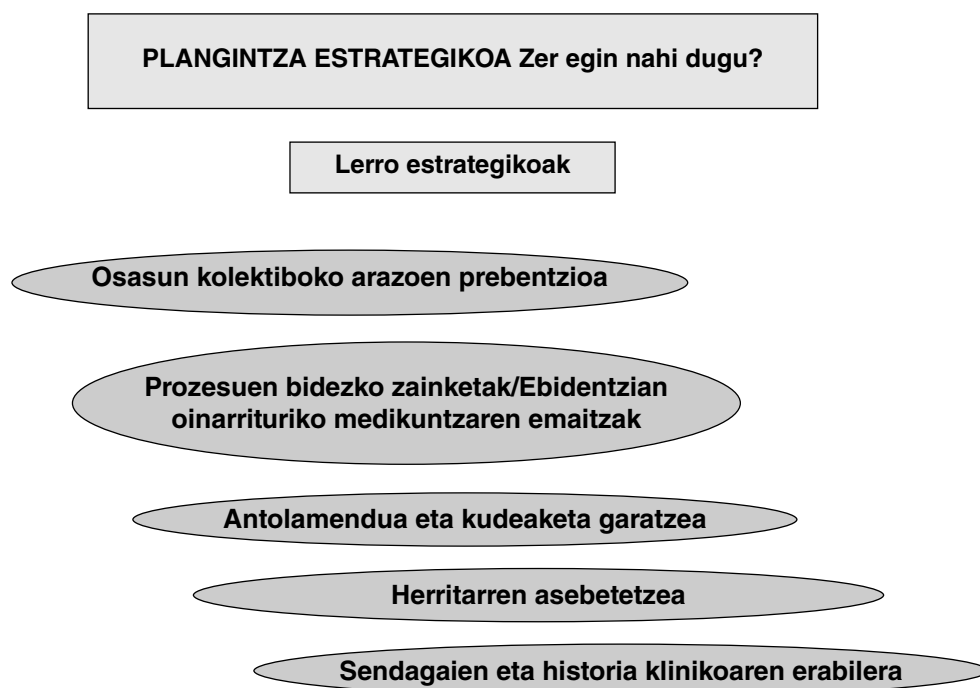 PLANGINTZA ESTRATEGIKOA Zer egin nahi dugu?
Lerro estrategikoak
Osasun kolektiboko arazoen prebentzioa
Prozesuen bidezko zainketak/Ebidentzian
oinarrituriko medikuntzaren emaitzak
Antolamendua eta kudeaketa garatzea
Herritarren asebetetzea
Sendagaien eta historia klinikoaren erabilera